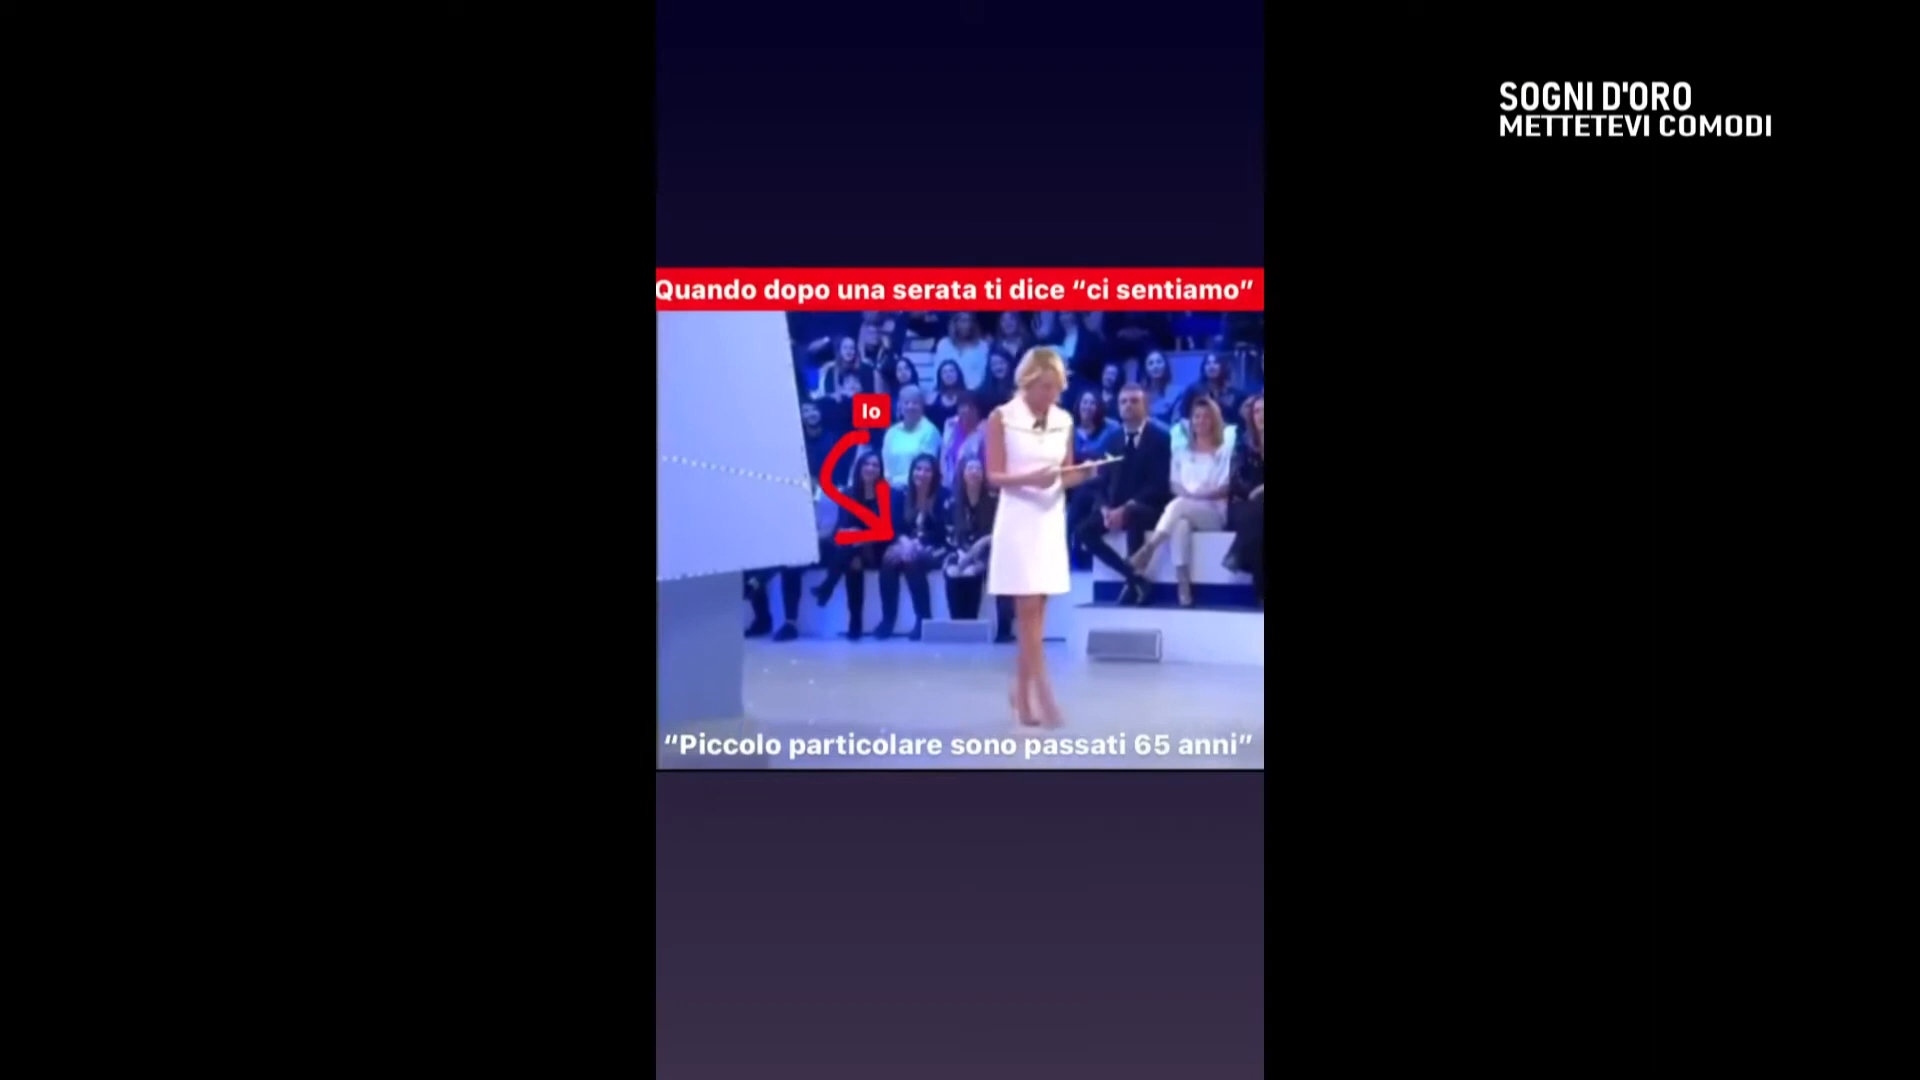 SOGNI D'ORO
METTETEVI COMODI
Quando dopo una serata ti dice “ci sentiamo”
Io
“Piccolo particolare sono passati 65 anni”